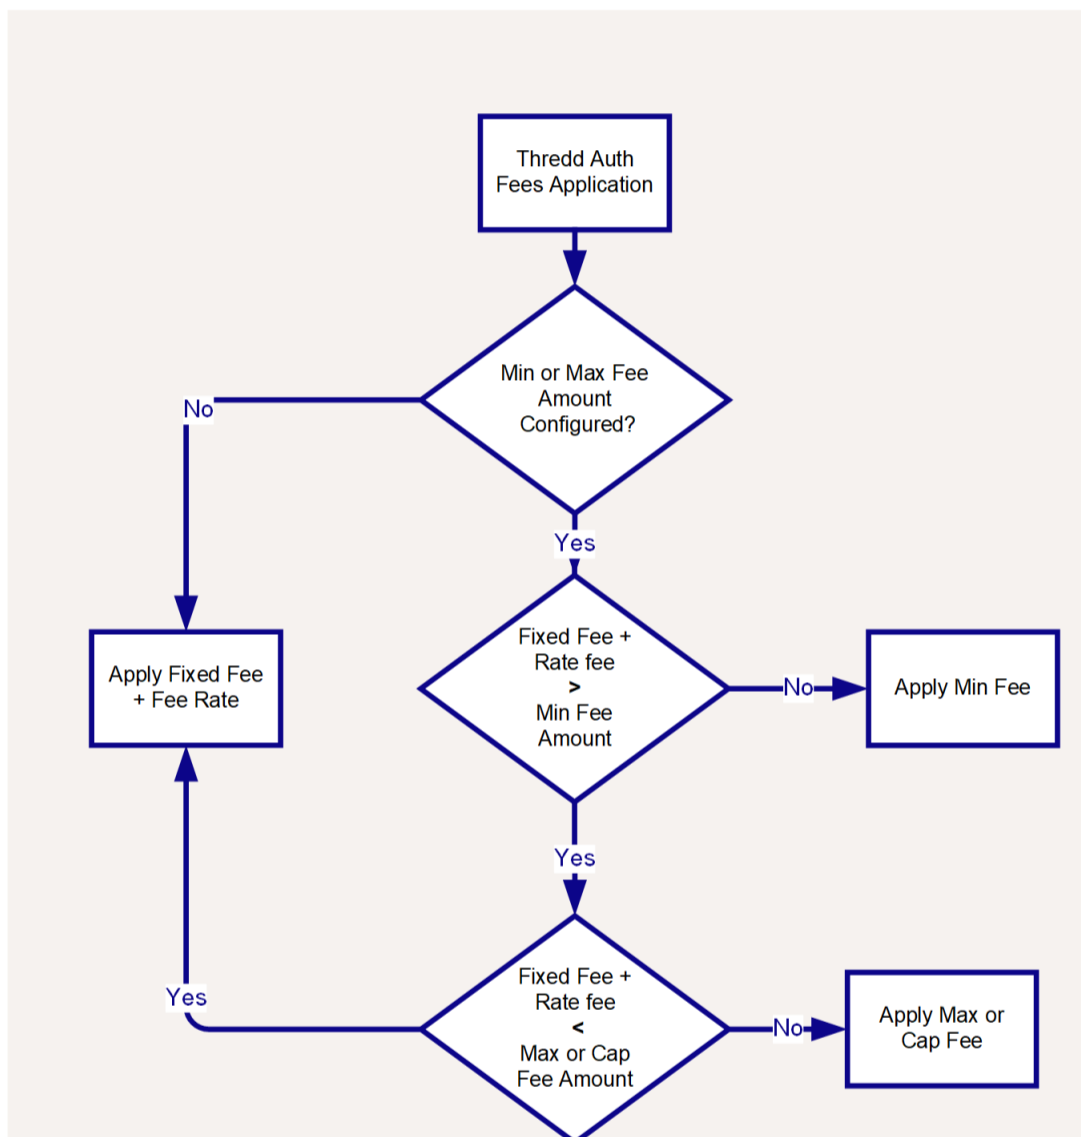 Thredd Auth
Fees Application
Min or Max Fee
Amount
Configured?
No
Yes
Fixed Fee +
Rate fee
>
Min Fee
Amount
No
Apply Min Fee
Apply Fixed Fee
+ Fee Rate
Yes
Fixed Fee +
Rate fee
<
Max or Cap
Fee Amount
Yes
No
Apply Max or
Cap Fee